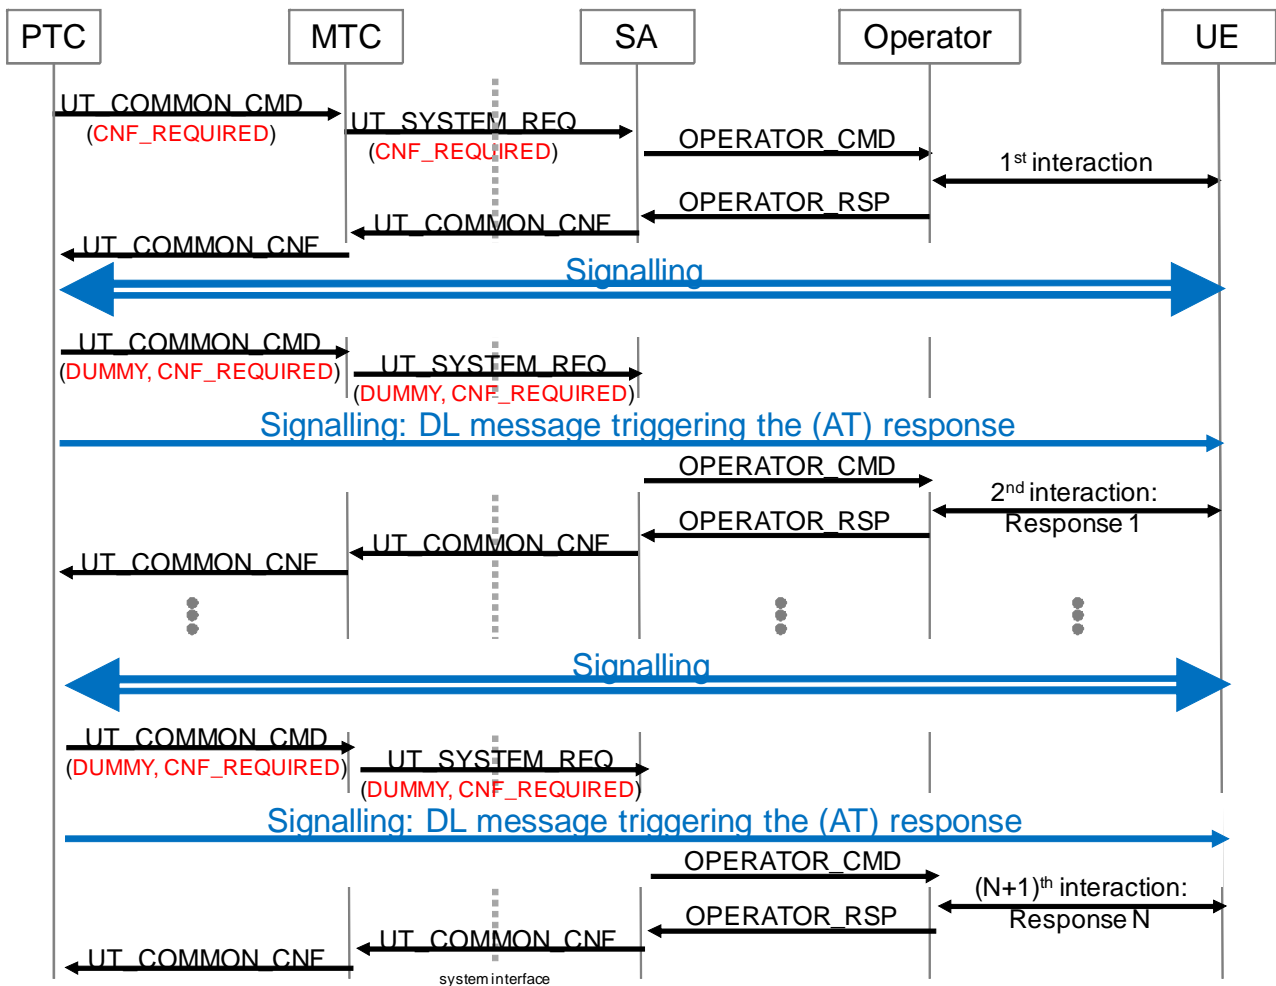 PTC MTC SA Operator UE
UT_COMMON_CMD
(CNF_REQUIRED)
UT_SYSTEM_REQ
(CNF_REQUIRED)
OPERATOR_CMD
1st interaction
OPERATOR_RSP
UT_COMMON_CNF
UT_COMMON_CNF
Signalling
UT_COMMON_CMD
(DUMMY, CNF_REQUIRED)
UT_SYSTEM_REQ
(DUMMY, CNF_REQUIRED)
Signalling: DL message triggering the (AT) response
OPERATOR_CMD
2nd interaction:
Response 1
OPERATOR_RSP
UT_COMMON_CNF
UT_COMMON_CNF
Signalling
UT_COMMON_CMD
(DUMMY, CNF_REQUIRED)
UT_SYSTEM_REQ
(DUMMY, CNF_REQUIRED)
Signalling: DL message triggering the (AT) response
OPERATOR_CMD
(N+1)th interaction:
Response N
OPERATOR_RSP
UT_COMMON_CNF
UT_COMMON_CNF
system interface